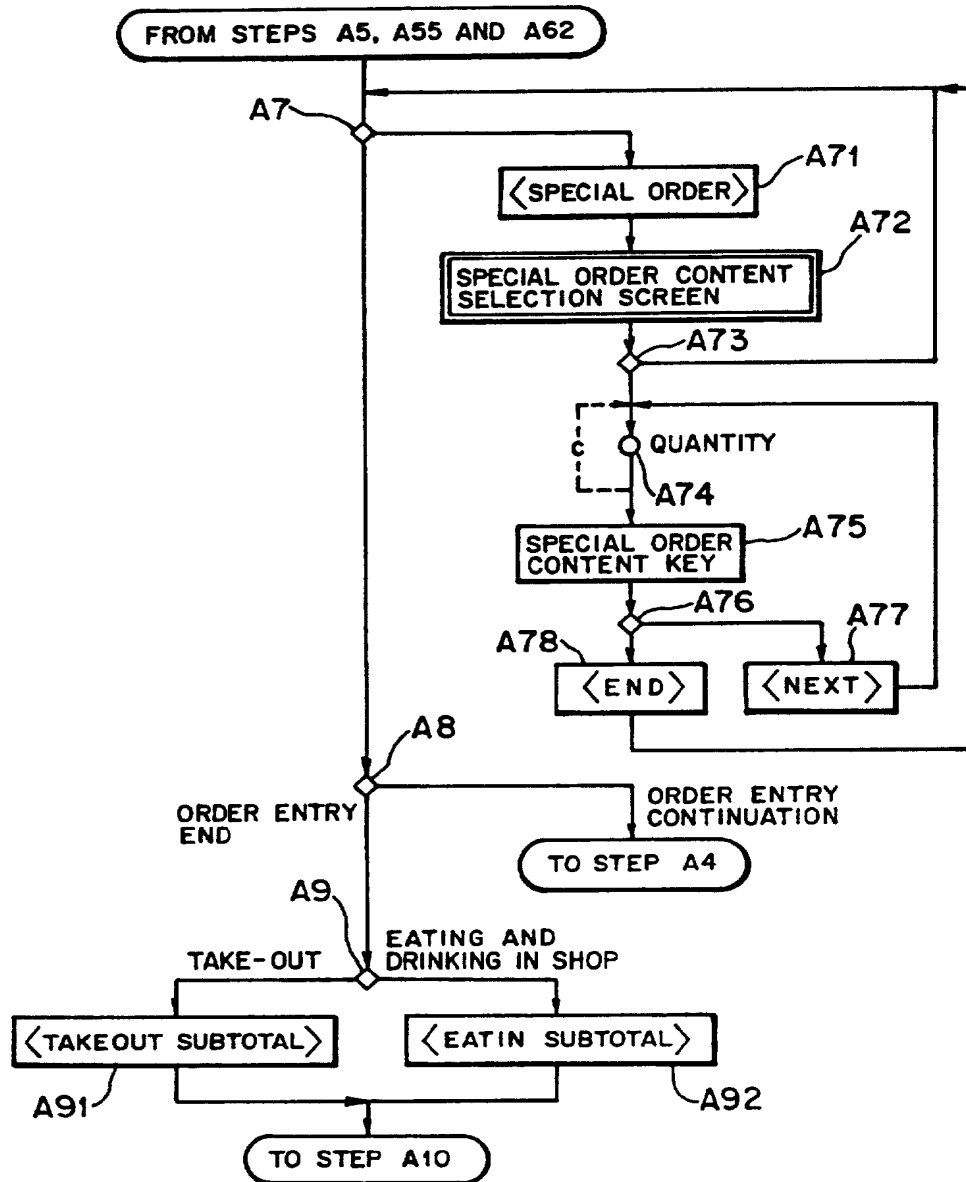 FROM STEPS A5, A55 AND A62
A7
A71
<SPECIAL ORDER>
A72
SPECIAL ORDER CONTENT
SELECTION SCREEN
A73
C
QUANTITY
A74
A75
SPECIAL ORDER
CONTENT KEY
A76
A77
A78
<END>
<NEXT>
A8
ORDER ENTRY
END
ORDER ENTRY
CONTINUATION
TO STEP A4
A9
TAKE-OUT
EATING AND
DRINKING IN SHOP
<TAKEOUT SUBTOTAL>
<EATIN SUBTOTAL>
A91
A92
TO STEP A10